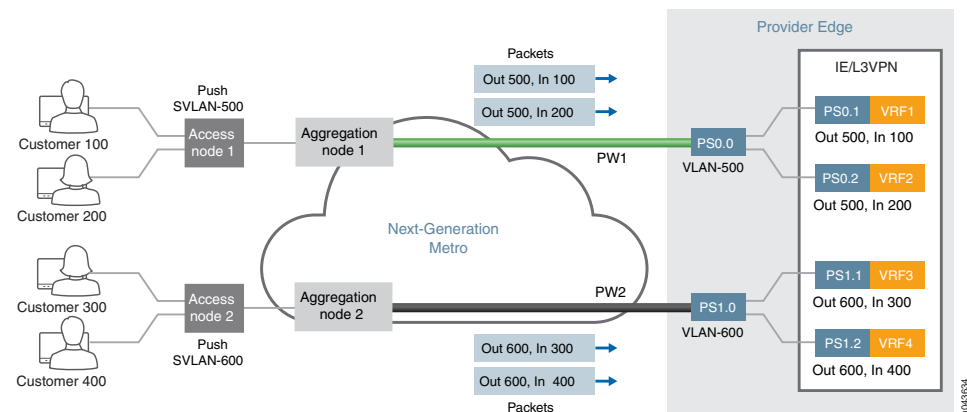 Provider Edge
Packets
IE/L3VPN
Out 500, In 100
Push
SVLAN-500
Out 500, In 200
PS0.1
VRF1
Out 500, In 100
Access
node 1
Aggregation
node 1
PS0.0
Customer 100
PW1
VLAN-500
PS0.2
VRF2
Out 500, In 200
Customer 200
Next-Generation
Metro
PS1.1
VRF3
Out 600, In 300
Customer 300
Access
node 2
Aggregation
node 2
PW2
PS1.0
VLAN-600
PS1.2
VRF4
Out 600, In 400
Push
SVLAN-600
Out 600, In 300
Customer 400
Out 600, In 400
Packets
g043634